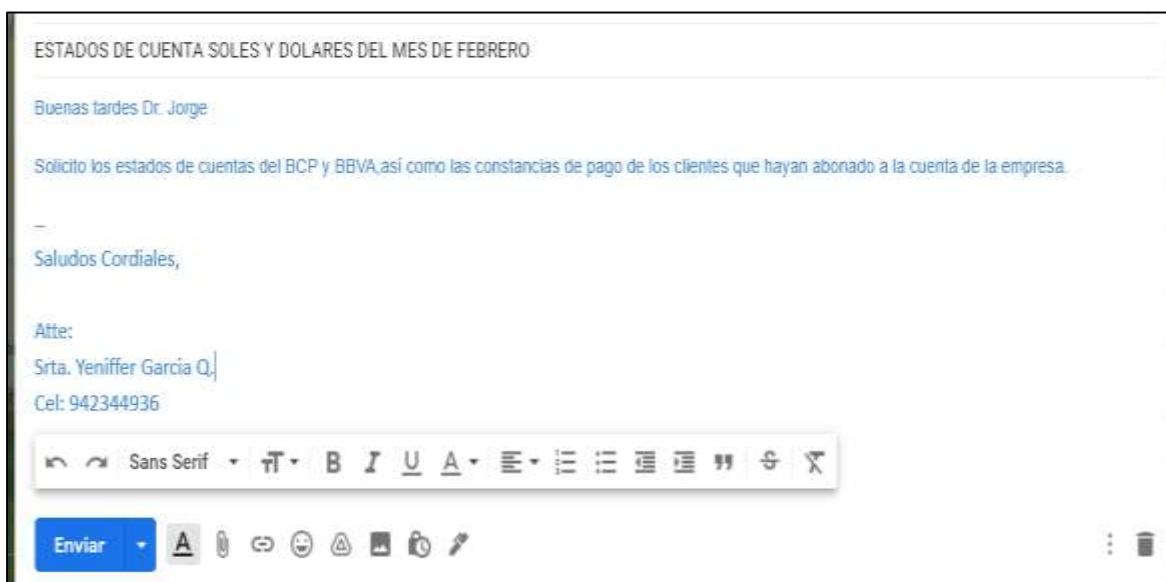 ESTADOS DE CUENTA SOLES Y DOLARES DEL MES DE FEBRERO
Buenas tardes Dr. Jorge
Solicito los estados de cuentas del BCP y BBVA,así como las constancias de pago de los clientes que hayan abonado a la cuenta de la empresa.
--
Saludos Cordiales,
Atte:
Srta. Yeniffer Garcia Q.
Cel: 942344936
Sans Serif
Enviar